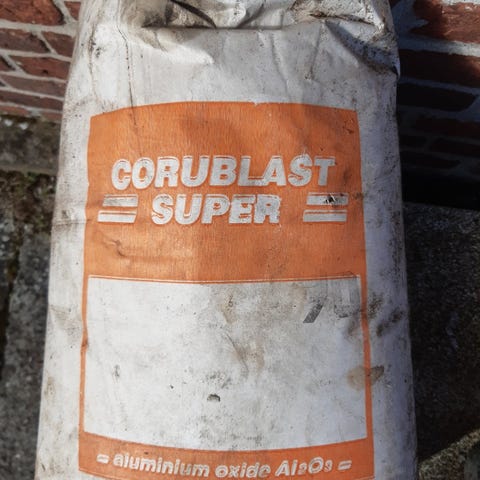 CORUBLAST
= SUPER =
= aluminium oxide Al₂O₃ =